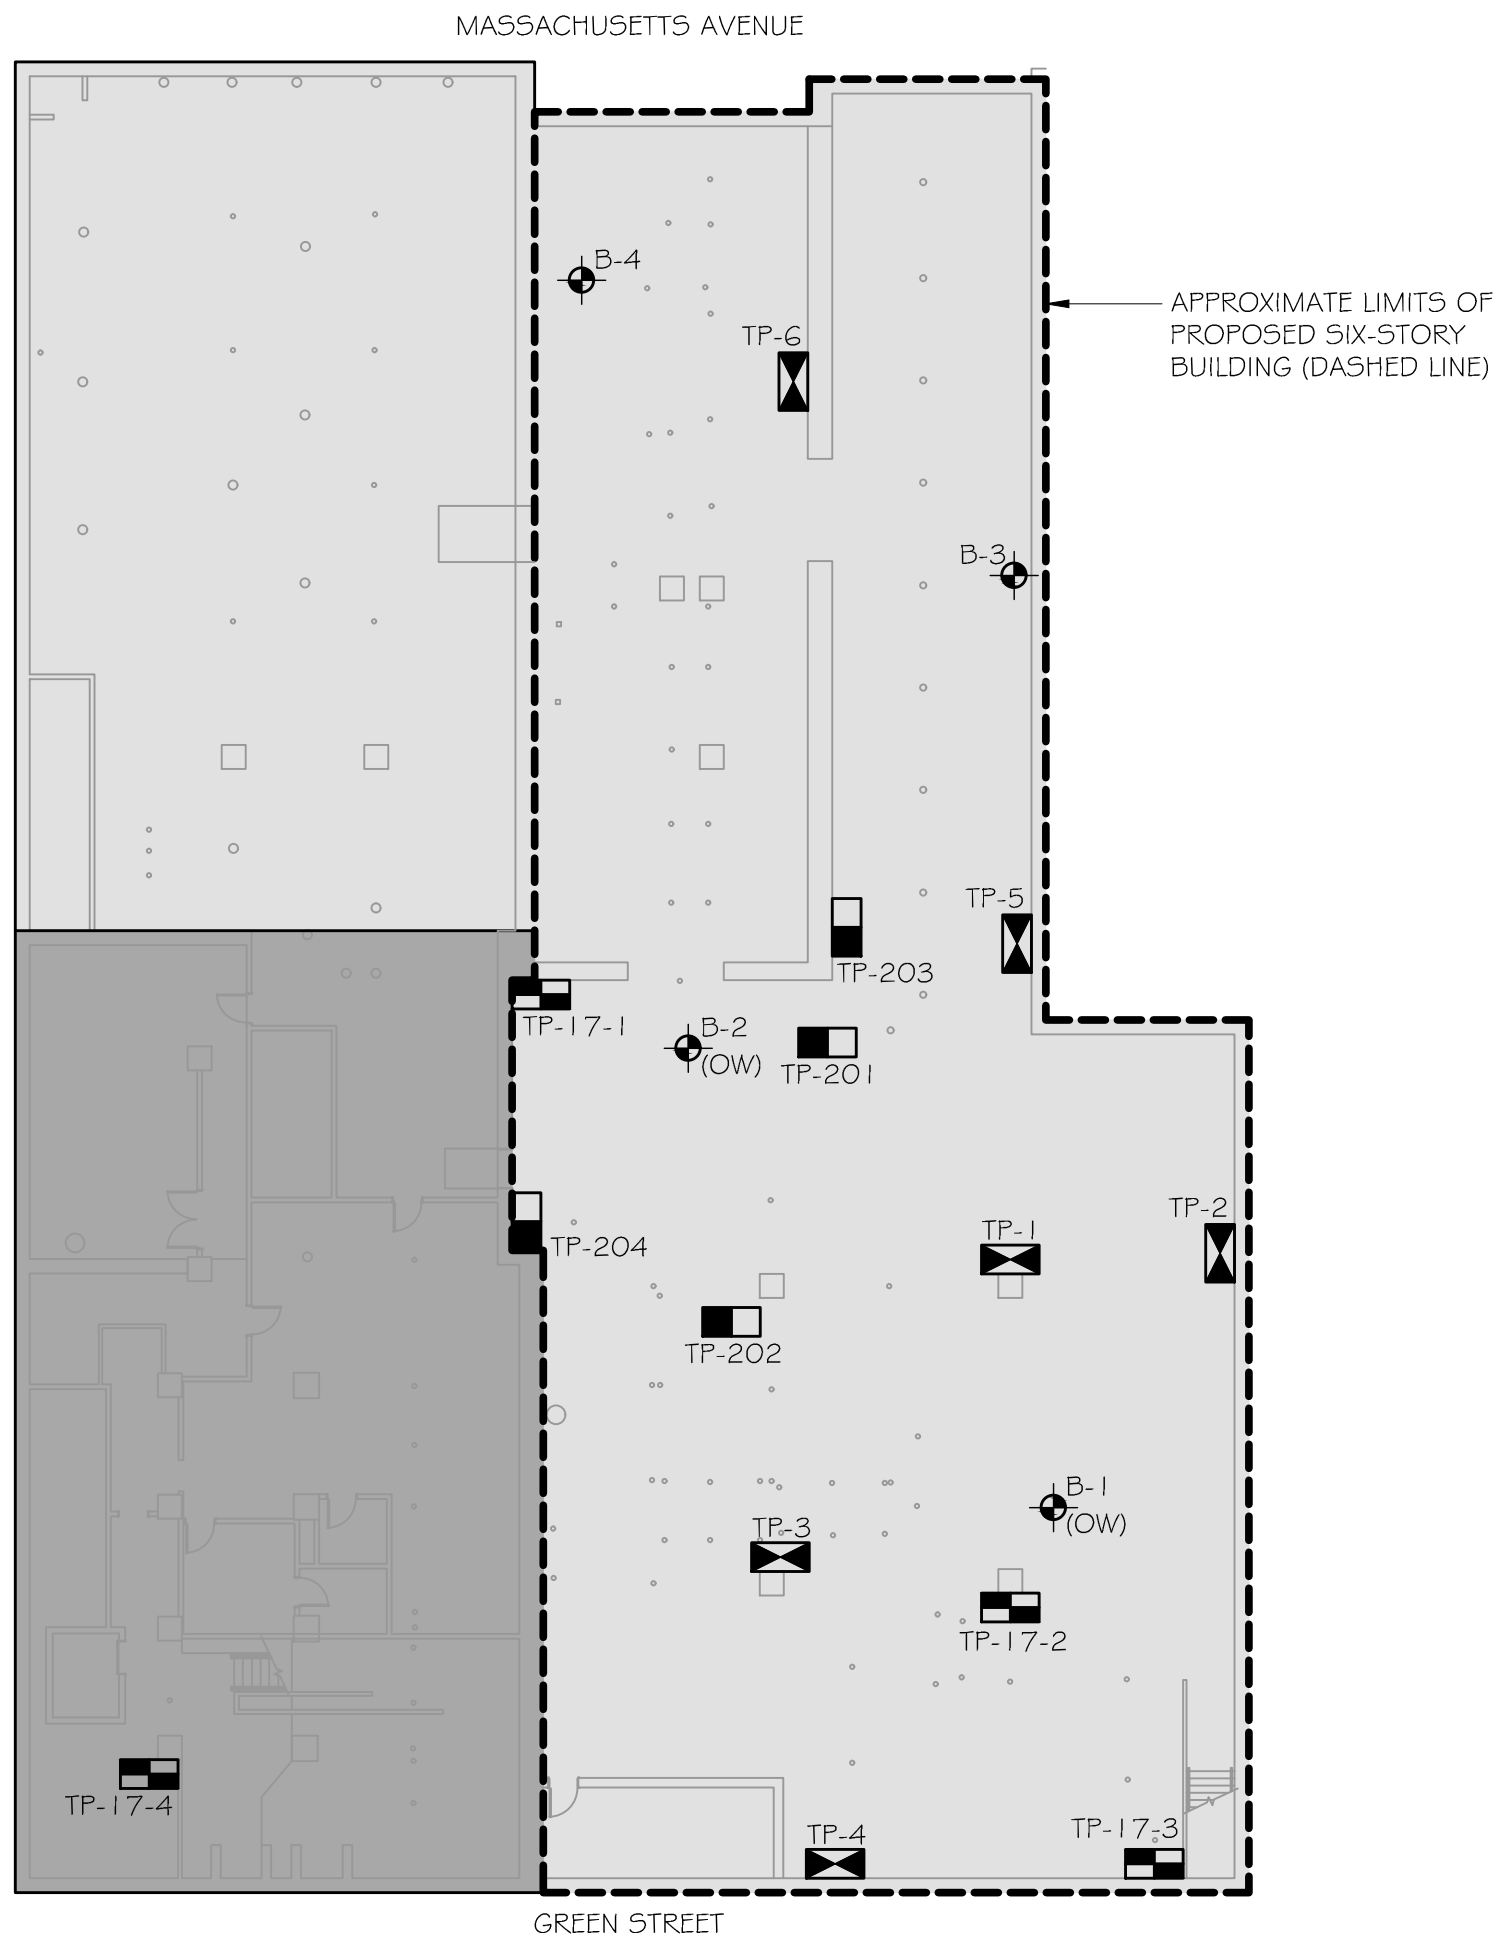 MASSACHUSETTS AVENUE
B-4
APPROXIMATE LIMITS OF
PROPOSED SIX-STORY
BUILDING (DASHED LINE)
TP-6
B-3
TP-5
TP-203
TP-17-1
B-2
(OW)
TP-201
TP-2
TP-1
TP-204
TP-202
B-1
(OW)
TP-3
TP-17-2
TP-17-4
TP-4
TP-17-3
GREEN STREET